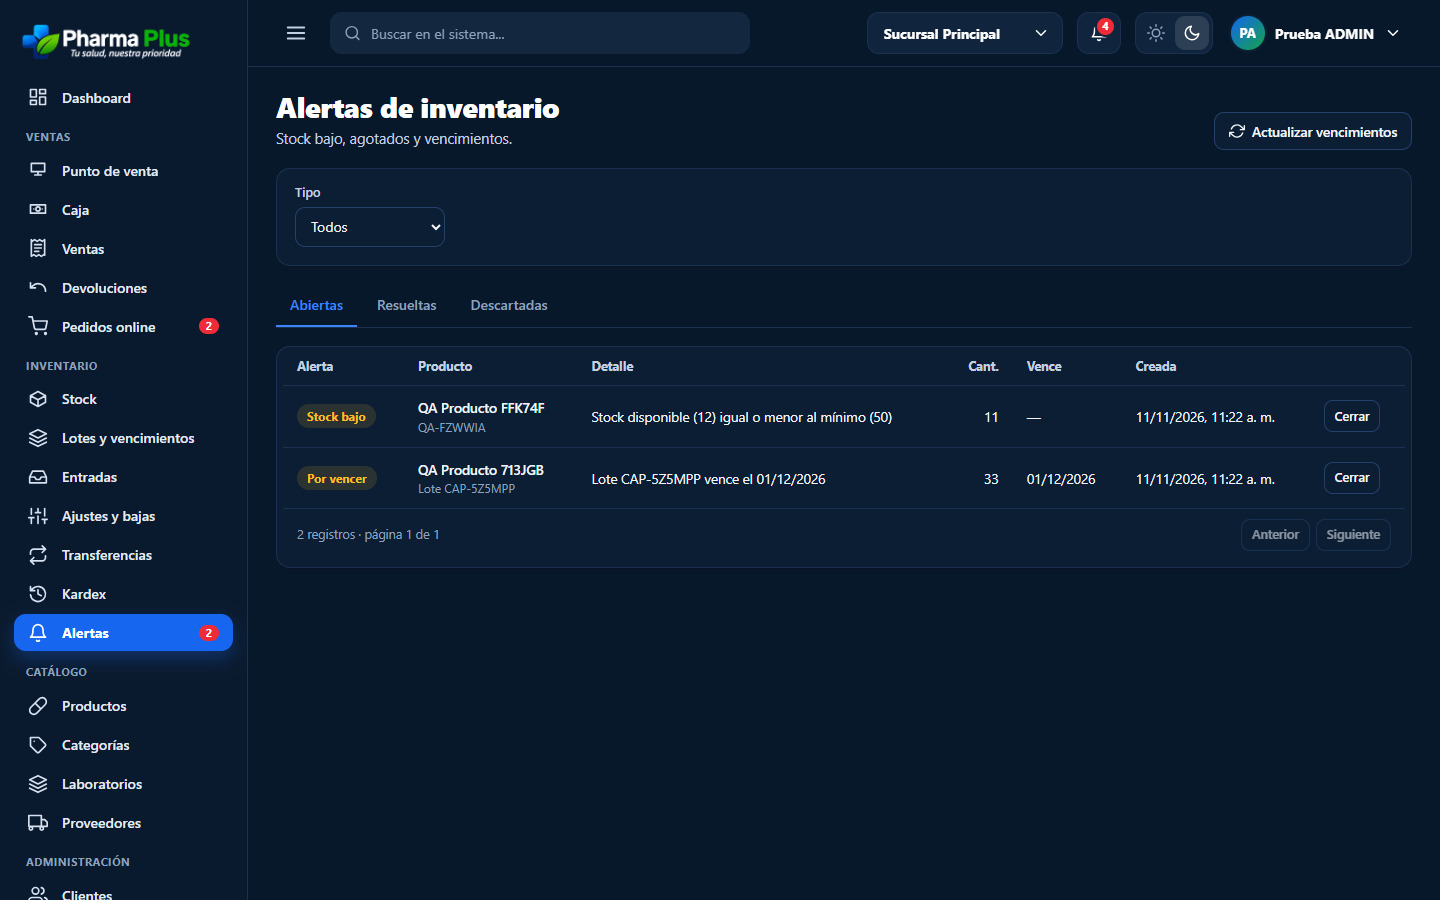 Pharma Plus
Tu salud, nuestra prioridad
Dashboard
VENTAS
Punto de venta
Caja
Ventas
Devoluciones
Pedidos online 2
INVENTARIO
Stock
Lotes y vencimientos
Entradas
Ajustes y bajas
Transferencias
Kardex
Alertas 2
CATÁLOGO
Productos
Categorías
Laboratorios
Proveedores
ADMINISTRACIÓN
Clientes
Buscar en el sistema...
Sucursal Principal
4
PA Prueba ADMIN
Alertas de inventario
Stock bajo, agotados y vencimientos.
Actualizar vencimientos
Tipo
Todos
Abiertas Resueltas Descartadas
Alerta Producto Detalle Cant. Vence Creada
Stock bajo QA Producto FFK74F Stock disponible (12) igual o menor al mínimo (50) 11 — 11/11/2026, 11:22 a. m. Cerrar
QA-FZWWIA
Por vencer QA Producto 713JGB Lote CAP-5Z5MPP vence el 01/12/2026 33 01/12/2026 11/11/2026, 11:22 a. m. Cerrar
Lote CAP-5Z5MPP
2 registros · página 1 de 1 Anterior Siguiente